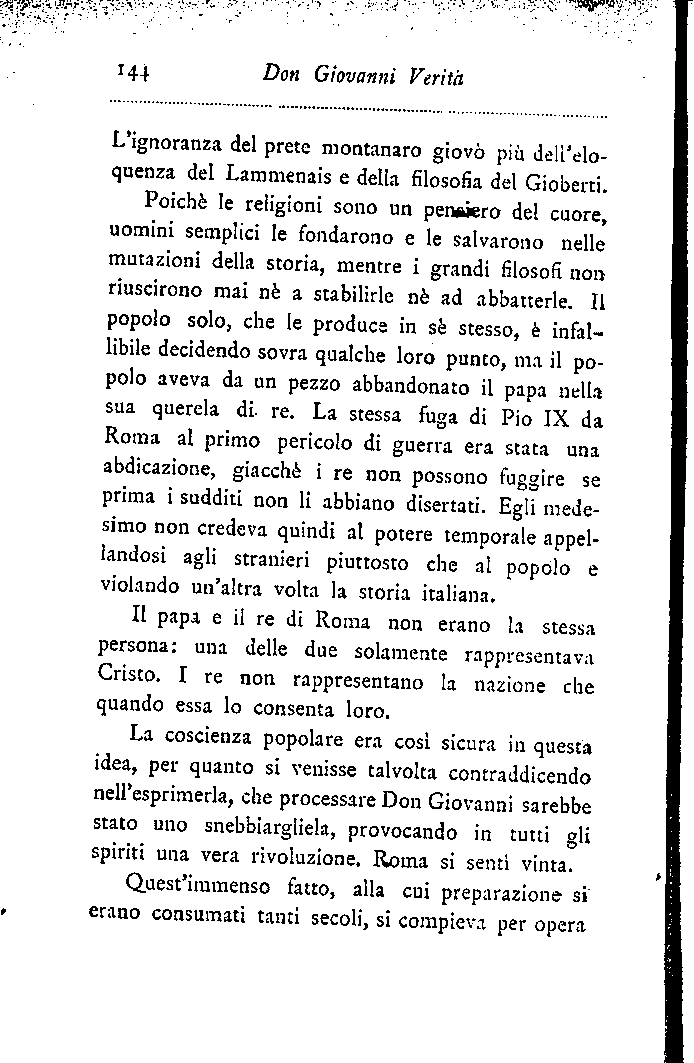 144 Don Giovanni Verità
L'ignoranza del prete montanaro giovò più dell'elo-
quenza del Lammenais e della filosofia del Gioberti.
Poichè le religioni sono un pensiero del cuore,
uomini semplici le fondarono e le salvarono nelle
mutazioni della storia, mentre i grandi filosofi non
riuscirono mai nè a stabilirle nè ad abbatterle. Il
popolo solo, che le produce in sè stesso, è infal-
libile decidendo sovra qualche loro punto, ma il po-
polo aveva da un pezzo abbandonato il papa nella
sua querela di re. La stessa fuga di Pio IX da
Roma al primo pericolo di guerra era stata una
abdicazione, giacchè i re non possono fuggire se
prima i sudditi non li abbiano disertati. Egli mede-
simo non credeva quindi al potere temporale appel-
landosi agli stranieri piuttosto che al popolo e
violando un'altra volta la storia italiana.
Il papa e il re di Roma non erano la stessa
persona: una delle due solamente rappresentava
Cristo. I re non rappresentano la nazione che
quando essa lo consenta loro.
La coscienza popolare era così sicura in questa
idea, per quanto si venisse talvolta contraddicendo
nell'esprimerla, che processare Don Giovanni sarebbe
stato uno snebbiargliela, provocando in tutti gli
spiriti una vera rivoluzione. Roma si sentì vinta.
Quest'immenso fatto, alla cui preparazione si
erano consumati tanti secoli, si compieva per opera